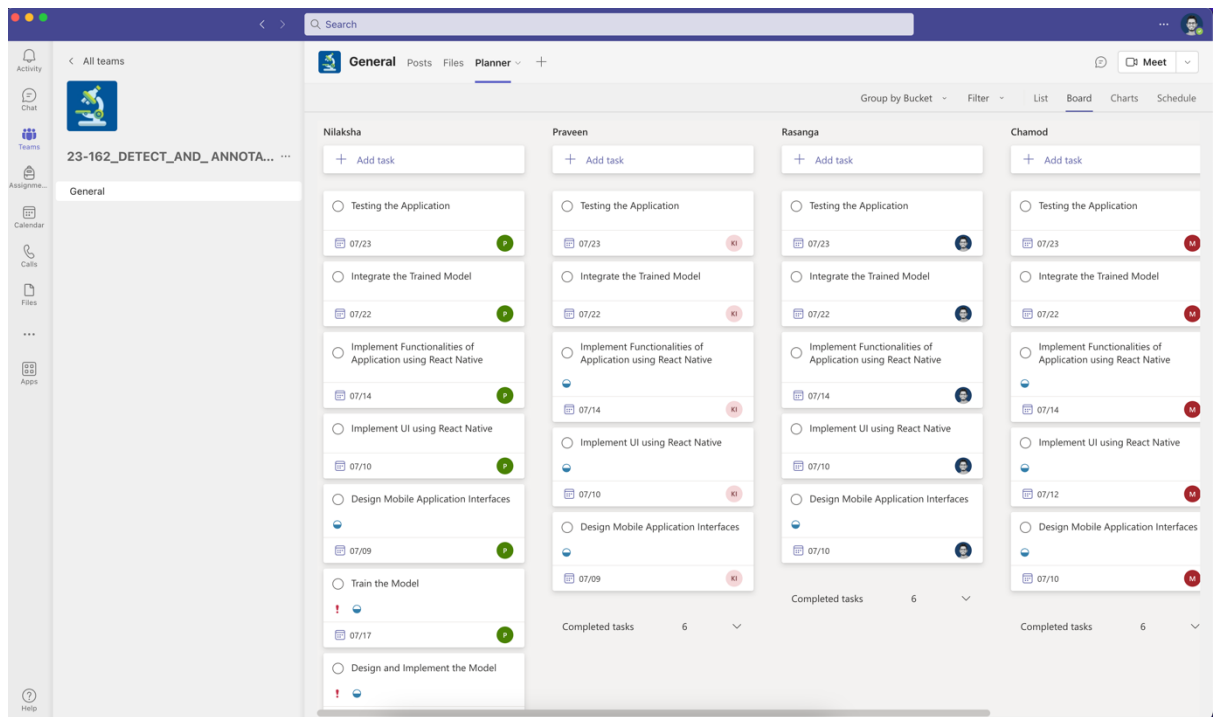 Search
Activity
Chat
Teams
Assignme...
Calendar
Calls
Files
Apps
Help
All teams
23-162_DETECT_AND_ ANNOTA...
General
General Posts Files Planner
Meet
Group by Bucket Filter List Board Charts Schedule
Nilaksha
Add task
Testing the Application
07/23 P
Integrate the Trained Model
07/22 P
Implement Functionalities of
Application using React Native
07/14 P
Implement UI using React Native
07/10 P
Design Mobile Application Interfaces
07/09 P
Train the Model
07/17 P
Design and Implement the Model
Praveen
Add task
Testing the Application
07/23 KI
Integrate the Trained Model
07/22 KI
Implement Functionalities of
Application using React Native
07/14 KI
Implement UI using React Native
07/10 KI
Design Mobile Application Interfaces
07/09 KI
Completed tasks 6
Rasanga
Add task
Testing the Application
07/23
Integrate the Trained Model
07/22
Implement Functionalities of
Application using React Native
07/14
Implement UI using React Native
07/10
Design Mobile Application Interfaces
07/10
Completed tasks 6
Chamod
Add task
Testing the Application
07/23 M
Integrate the Trained Model
07/22 M
Implement Functionalities of
Application using React Native
07/14 M
Implement UI using React Native
07/12 M
Design Mobile Application Interfaces
07/10 M
Completed tasks 6